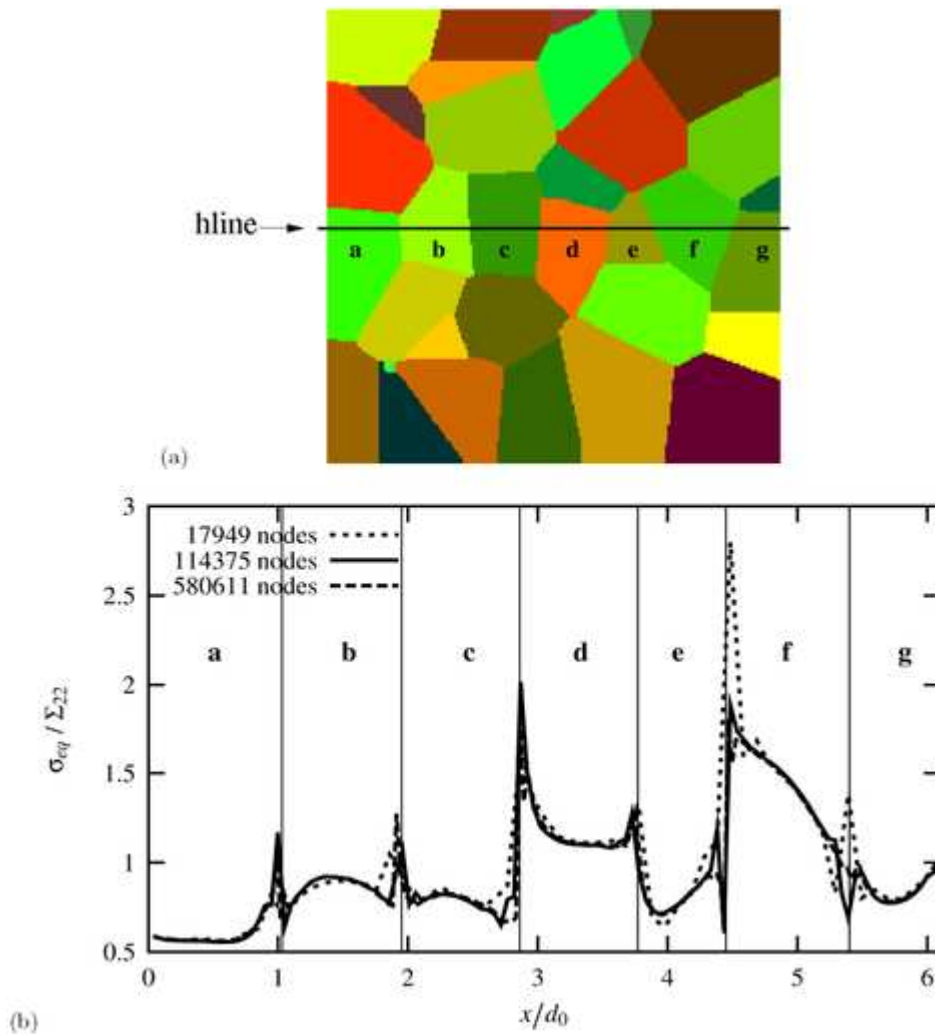 hline
a b c d e f g
(a)
3
17949 nodes
114375 nodes
580611 nodes
2.5
a b c d e f g
2
σeq / Σ22
1.5
1
0.5
0 1 2 3 4 5 6
x/d0
(b)